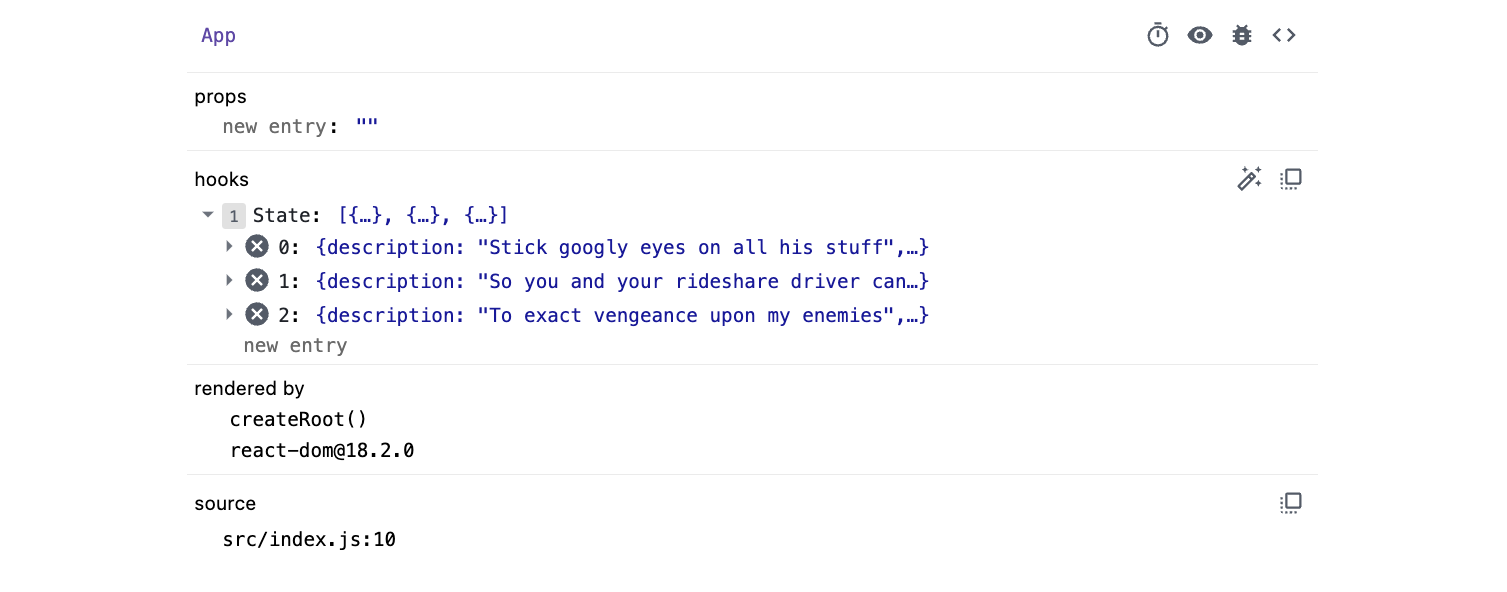 App
props
new entry: ""
hooks
1 State: [{…}, {…}, {…}]
0: {description: "Stick googly eyes on all his stuff",…}
1: {description: "So you and your rideshare driver can…}
2: {description: "To exact vengeance upon my enemies",…}
new entry
rendered by
createRoot()
react-dom@18.2.0
source
src/index.js:10